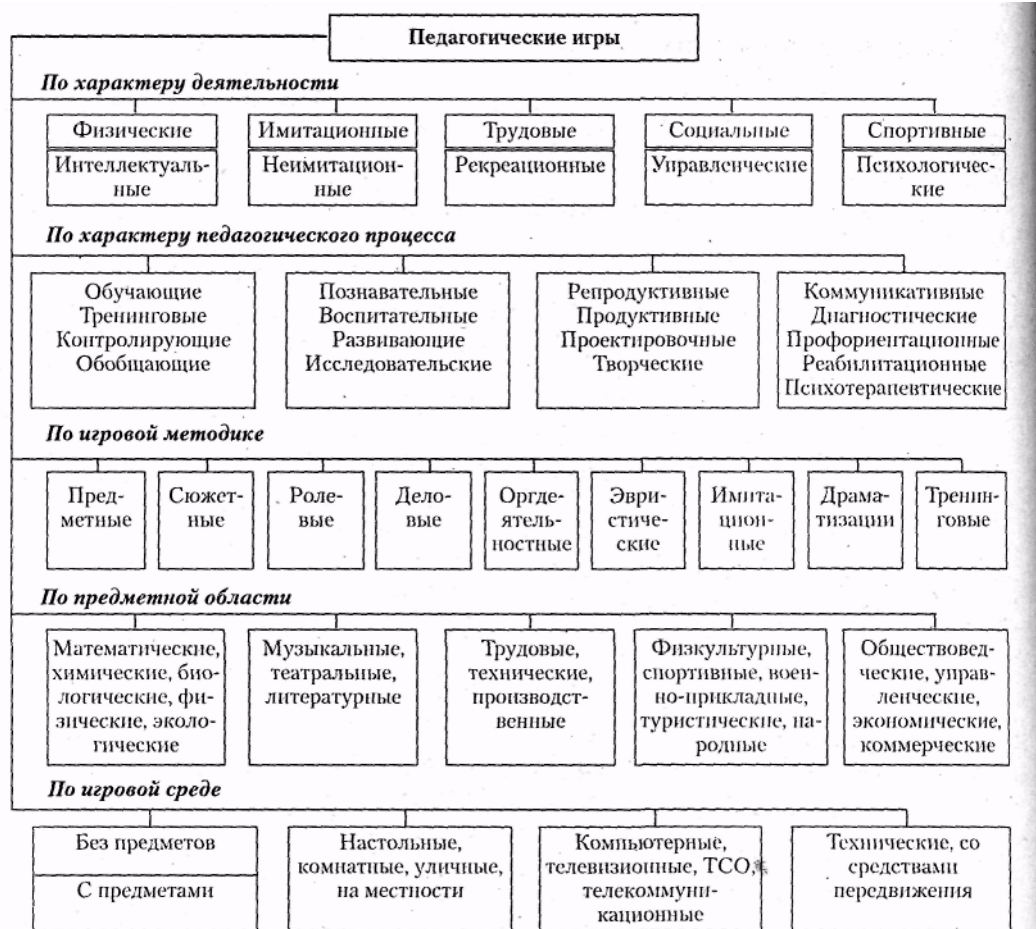 Педагогические игры
По характеру деятельности
Физические
Имитационные
Трудовые
Социальные
Спортивные
Интеллектуаль-
ные
Неимитацион-
ные
Рекреационные
Управленческие
Психологичес-
кие
По характеру педагогического процесса
Обучающие
Тренинговые
Контролирующие
Обобщающие
Познавательные
Воспитательные
Развивающие
Исследовательские
Репродуктивные
Продуктивные
Проектировочные
Творческие
Коммуникативные
Диагностические
Профориентационные
Реабилитационные
Психотерапевтические
По игровой методике
Пред-
метные
Сюжет-
ные
Роле-
вые
Дело-
вые
Оргде-
ятель-
ностные
Эври-
стиче-
ские
Имита-
цион-
ные
Драма-
тизации
Тренин-
говые
По предметной области
Математические,
химические, био-
логические, фи-
зические, эколо-
гические
Музыкальные,
театральные,
литературные
Трудовые,
технические,
производст-
венные
Физкультурные,
спортивные, воен-
но-прикладные,
туристические, на-
родные
Обществовед-
ческие, управ-
ленческие,
экономические,
коммерческие
По игровой среде
Без предметов
С предметами
Настольные,
комнатные, уличные,
на местности
Компьютерные,
телевизионные, ТСО,
телекоммуни-
кационные
Технические, со
средствами
передвижения